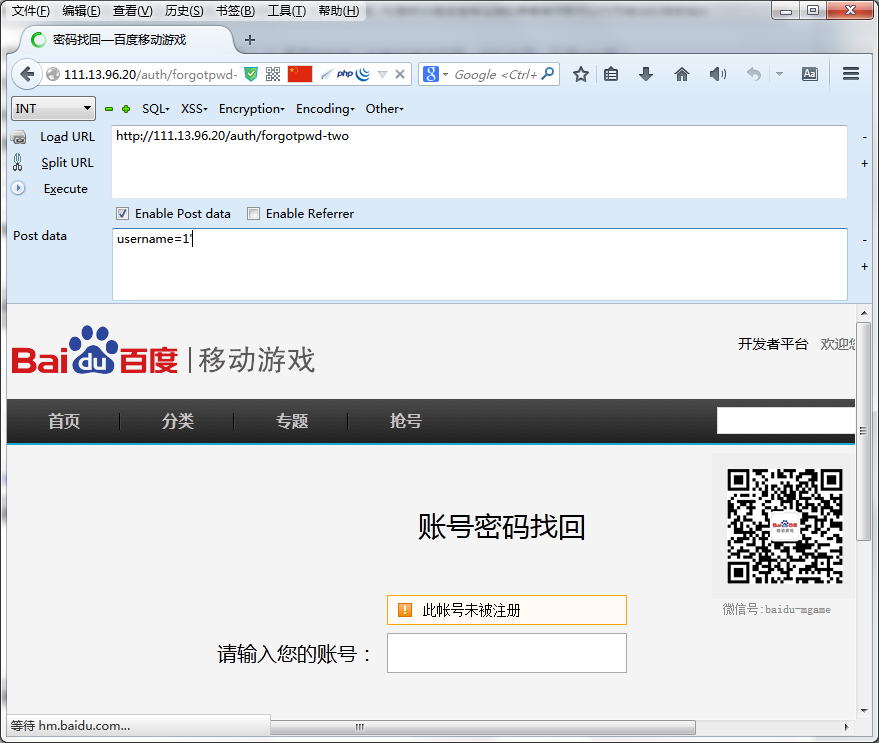 文件(F) 编辑(E) 查看(V) 历史(S) 书签(B) 工具(T) 帮助(H)
密码找回—百度移动游戏
111.13.96.20/auth/forgotpwd- php Google <Ctrl+
INT SQL XSS Encryption Encoding Other
Load URL http://111.13.96.20/auth/forgotpwd-two
Split URL
Execute
Enable Post data Enable Referrer
Post data username=1'
Bai du 百度 | 移动游戏 开发者平台 欢迎您
首页 分类 专题 抢号
账号密码找回
此帐号未被注册
微信号:baidu-mgame
请输入您的账号：
等待 hm.baidu.com...